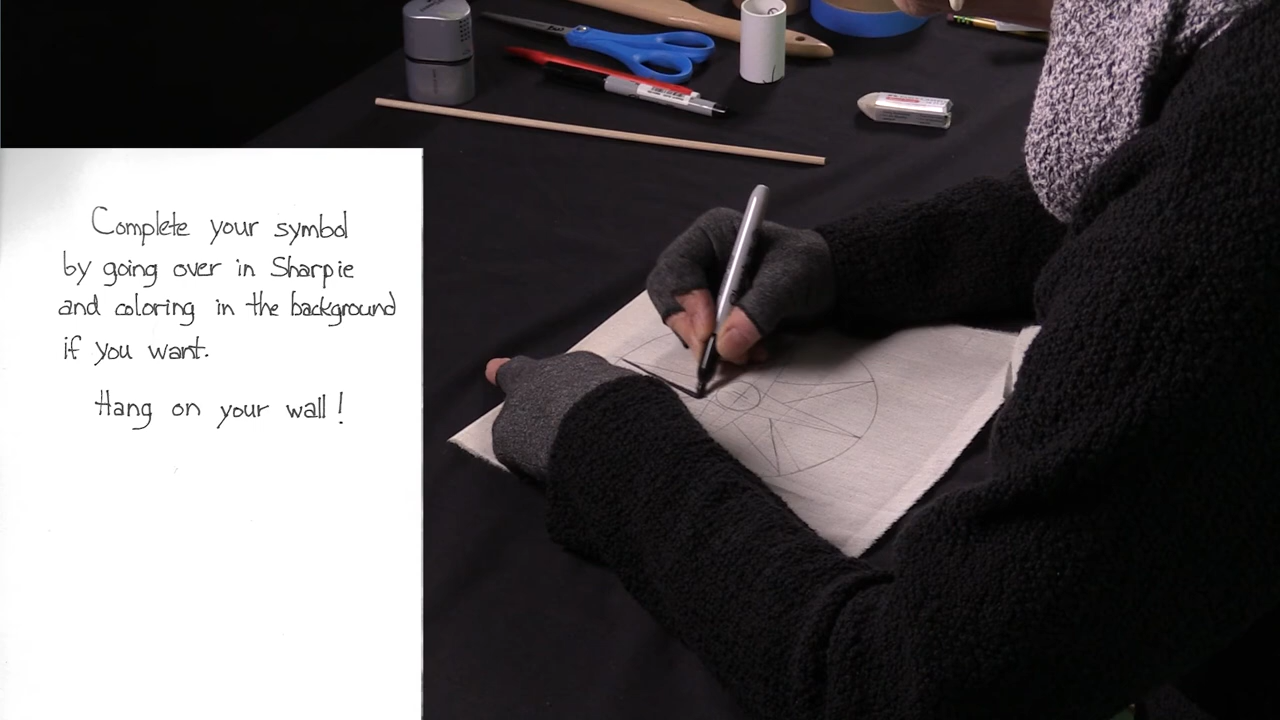 Complete your symbol
by going over in Sharpie
and coloring in the background
if you want.
Hang on your wall!